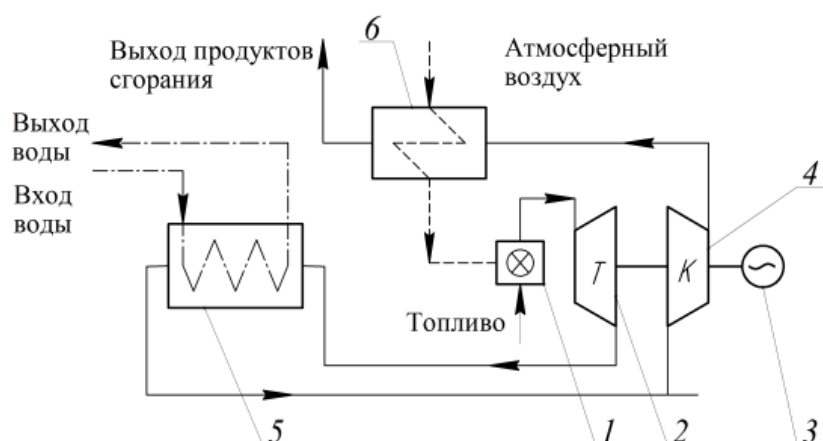 6
Выход продуктов
сгорания
Атмосферный
воздух
Выход
воды
Вход
воды
4
Т
К
Топливо
5
1
2
3